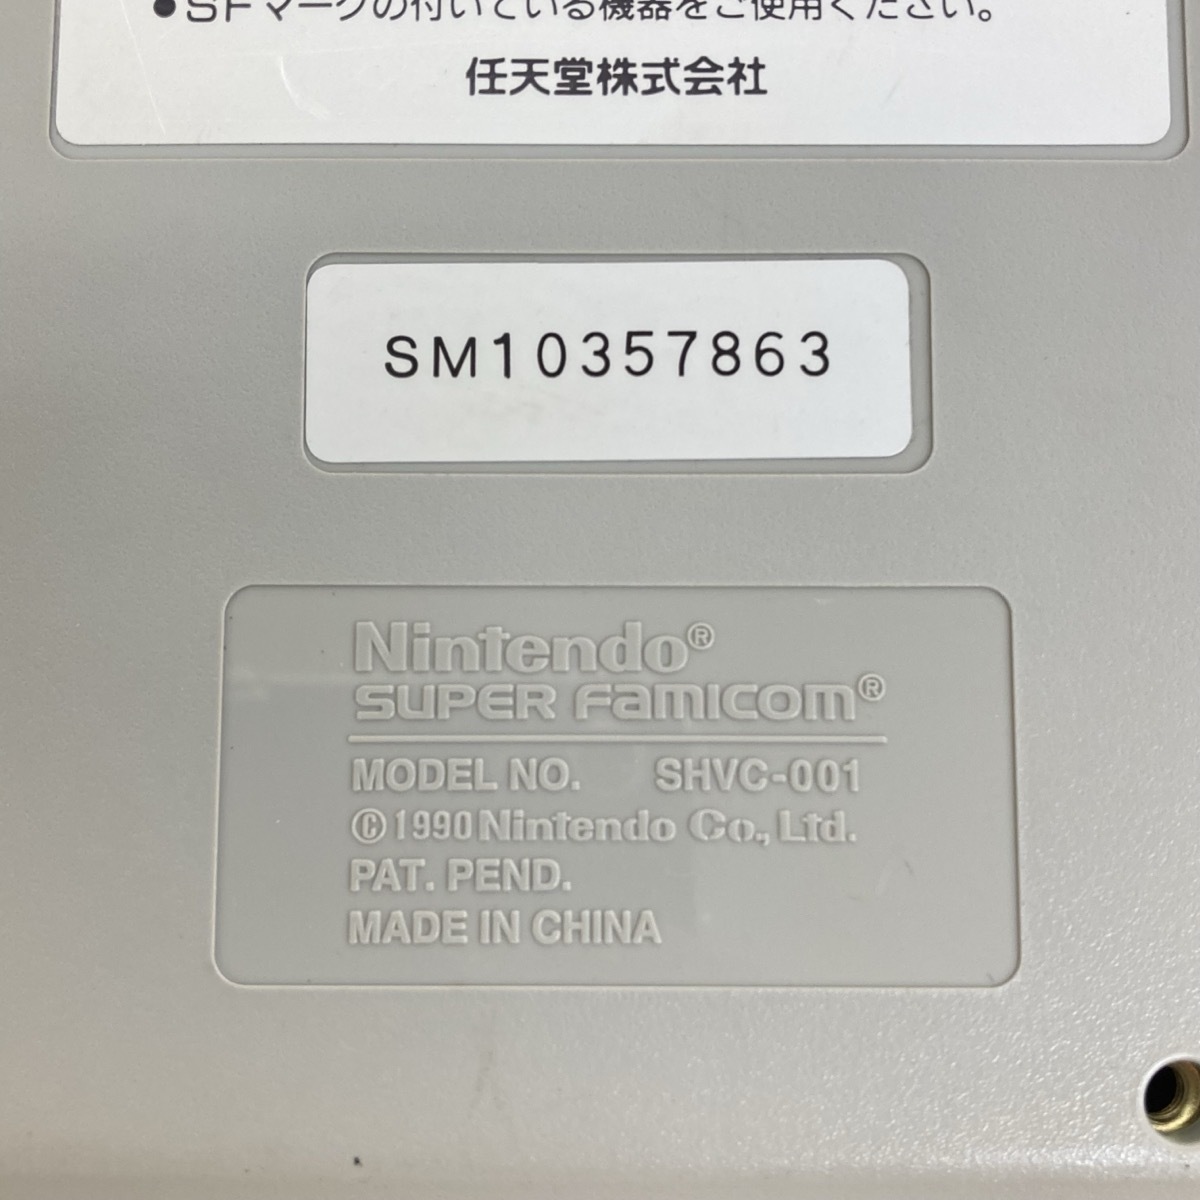 ●SFマークの付いている機器をご使用ください。
任天堂株式会社
SM10357863
Nintendo®
SUPER FAMICOM®
MODEL NO. SHVC-001
©1990 Nintendo Co., Ltd.
PAT. PEND.
MADE IN CHINA